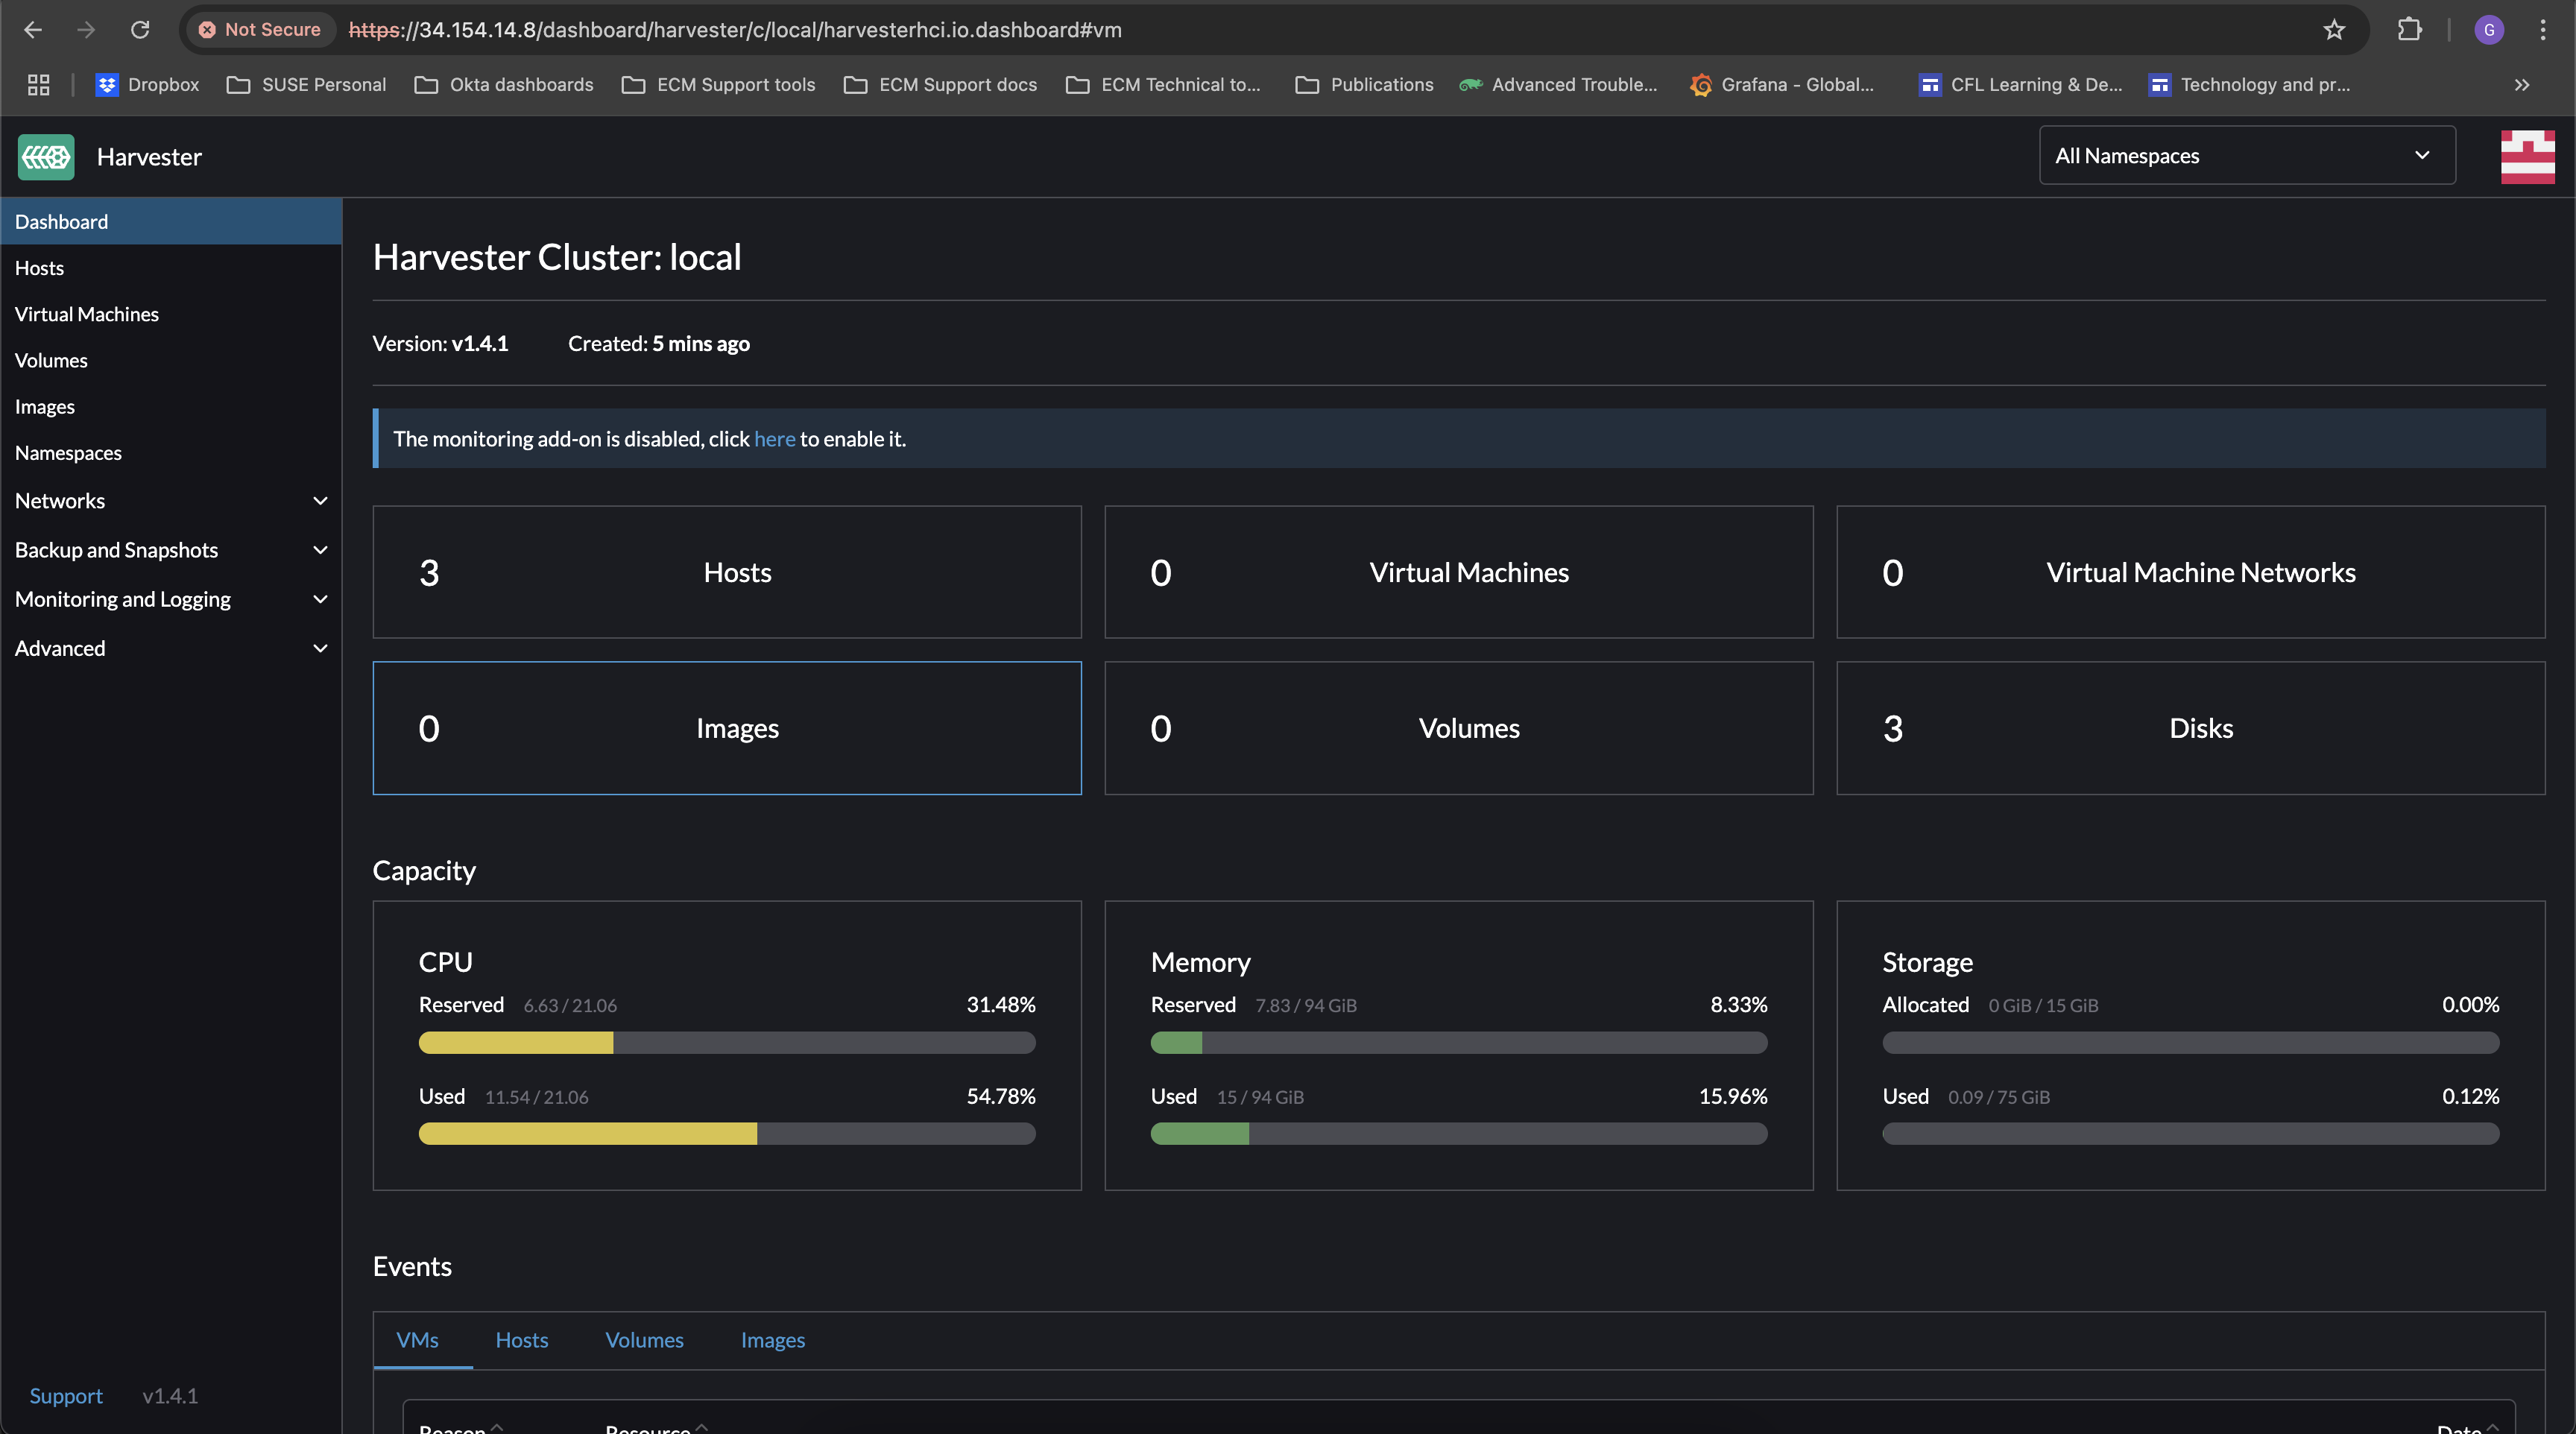 Not Secure https://34.154.14.8/dashboard/harvester/c/local/harvesterhci.io.dashboard#vm G
Dropbox SUSE Personal Okta dashboards ECM Support tools ECM Support docs ECM Technical to... Publications Advanced Trouble... Grafana - Global... CFL Learning & De... Technology and pr...
Harvester All Namespaces
Dashboard
Hosts
Virtual Machines
Volumes
Images
Namespaces
Networks
Backup and Snapshots
Monitoring and Logging
Advanced
Support v1.4.1
Harvester Cluster: local
Version: v1.4.1 Created: 5 mins ago
The monitoring add-on is disabled, click here to enable it.
3 Hosts
0 Virtual Machines
0 Virtual Machine Networks
0 Images
0 Volumes
3 Disks
Capacity
CPU
Reserved 6.63 / 21.06 31.48%
Used 11.54 / 21.06 54.78%
Memory
Reserved 7.83 / 94 GiB 8.33%
Used 15 / 94 GiB 15.96%
Storage
Allocated 0 GiB / 15 GiB 0.00%
Used 0.09 / 75 GiB 0.12%
Events
VMs Hosts Volumes Images
Reason Resource Date